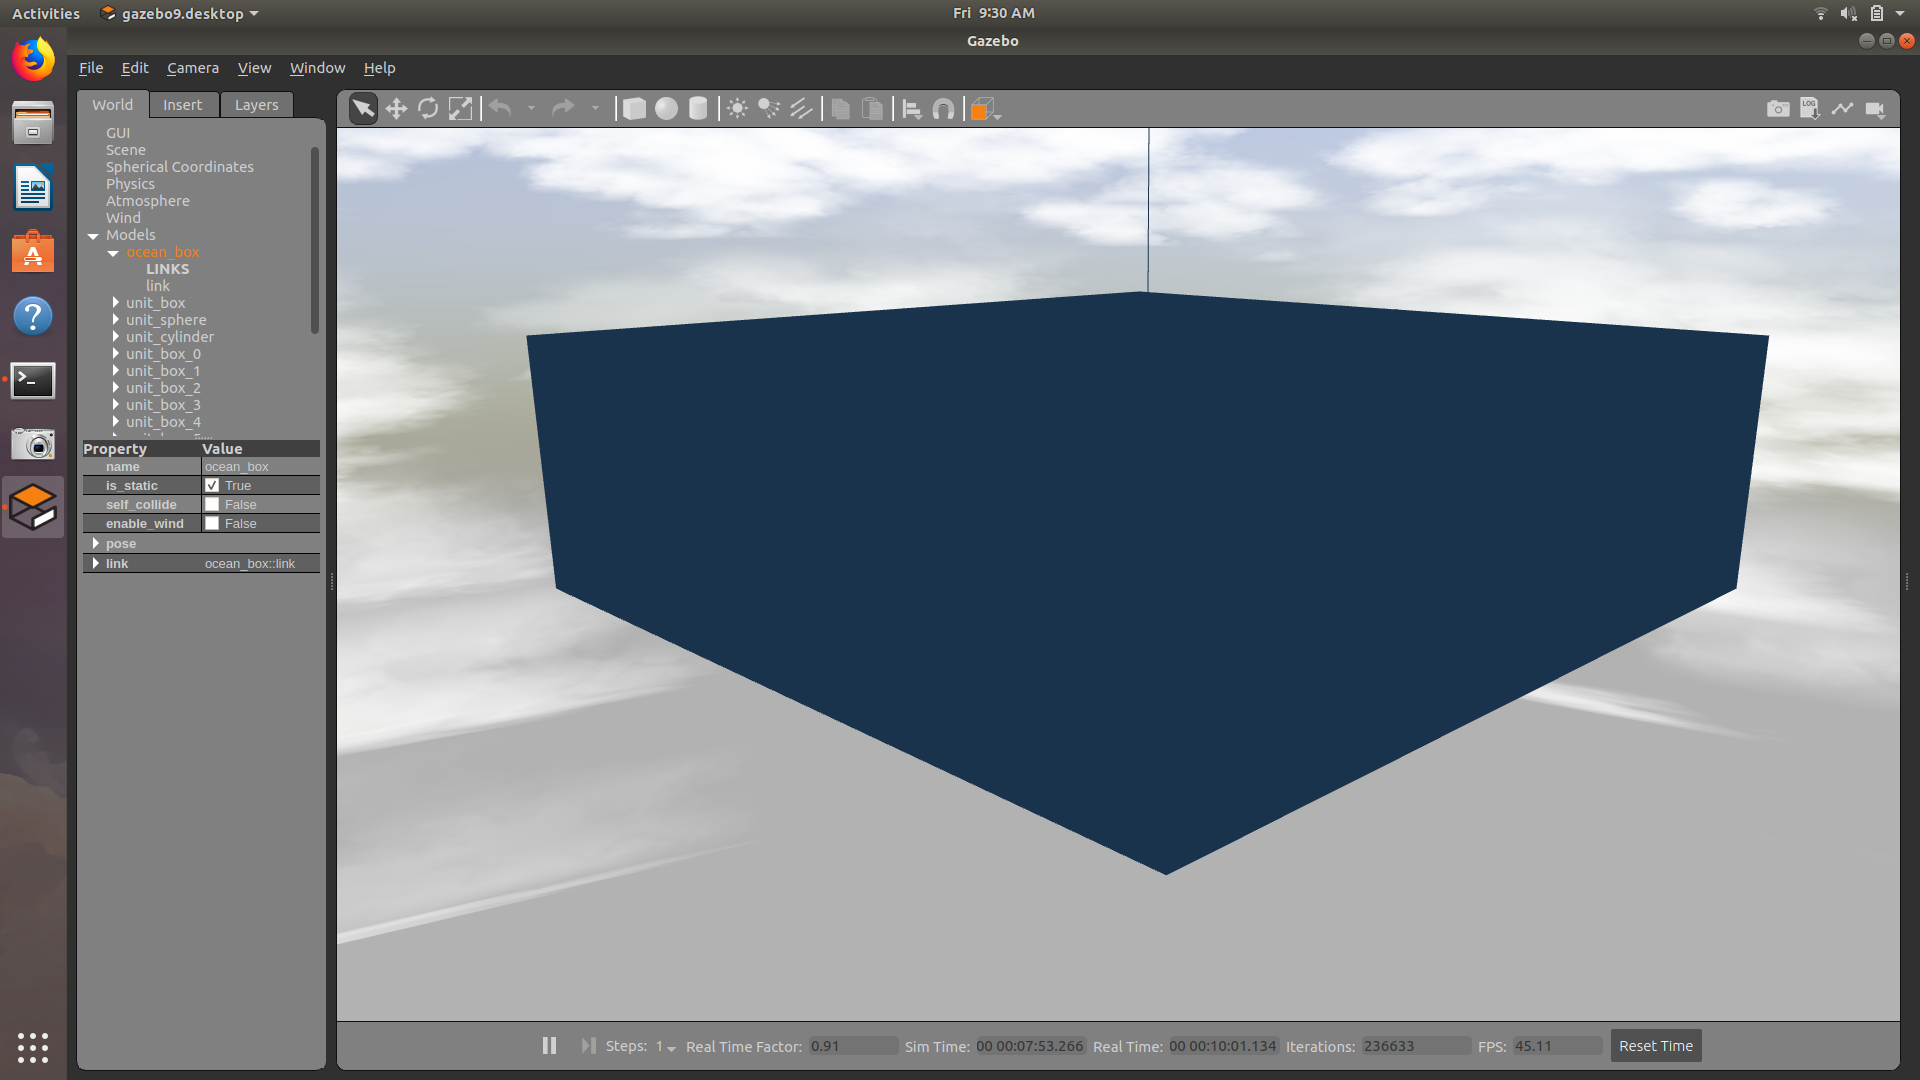 Activities gazebo9.desktop Fri 9:30 AM
Gazebo
File Edit Camera View Window Help
World Insert Layers
GUI
Scene
Spherical Coordinates
Physics
Atmosphere
Wind
Models
ocean_box
LINKS
link
unit_box
unit_sphere
unit_cylinder
unit_box_0
unit_box_1
unit_box_2
unit_box_3
unit_box_4
Property Value
name ocean_box
is_static True
self_collide False
enable_wind False
pose
link ocean_box::link
LOG
Steps: 1 Real Time Factor: 0.91 Sim Time: 00 00:07:53.266 Real Time: 00 00:10:01.134 Iterations: 236633 FPS: 45.11 Reset Time